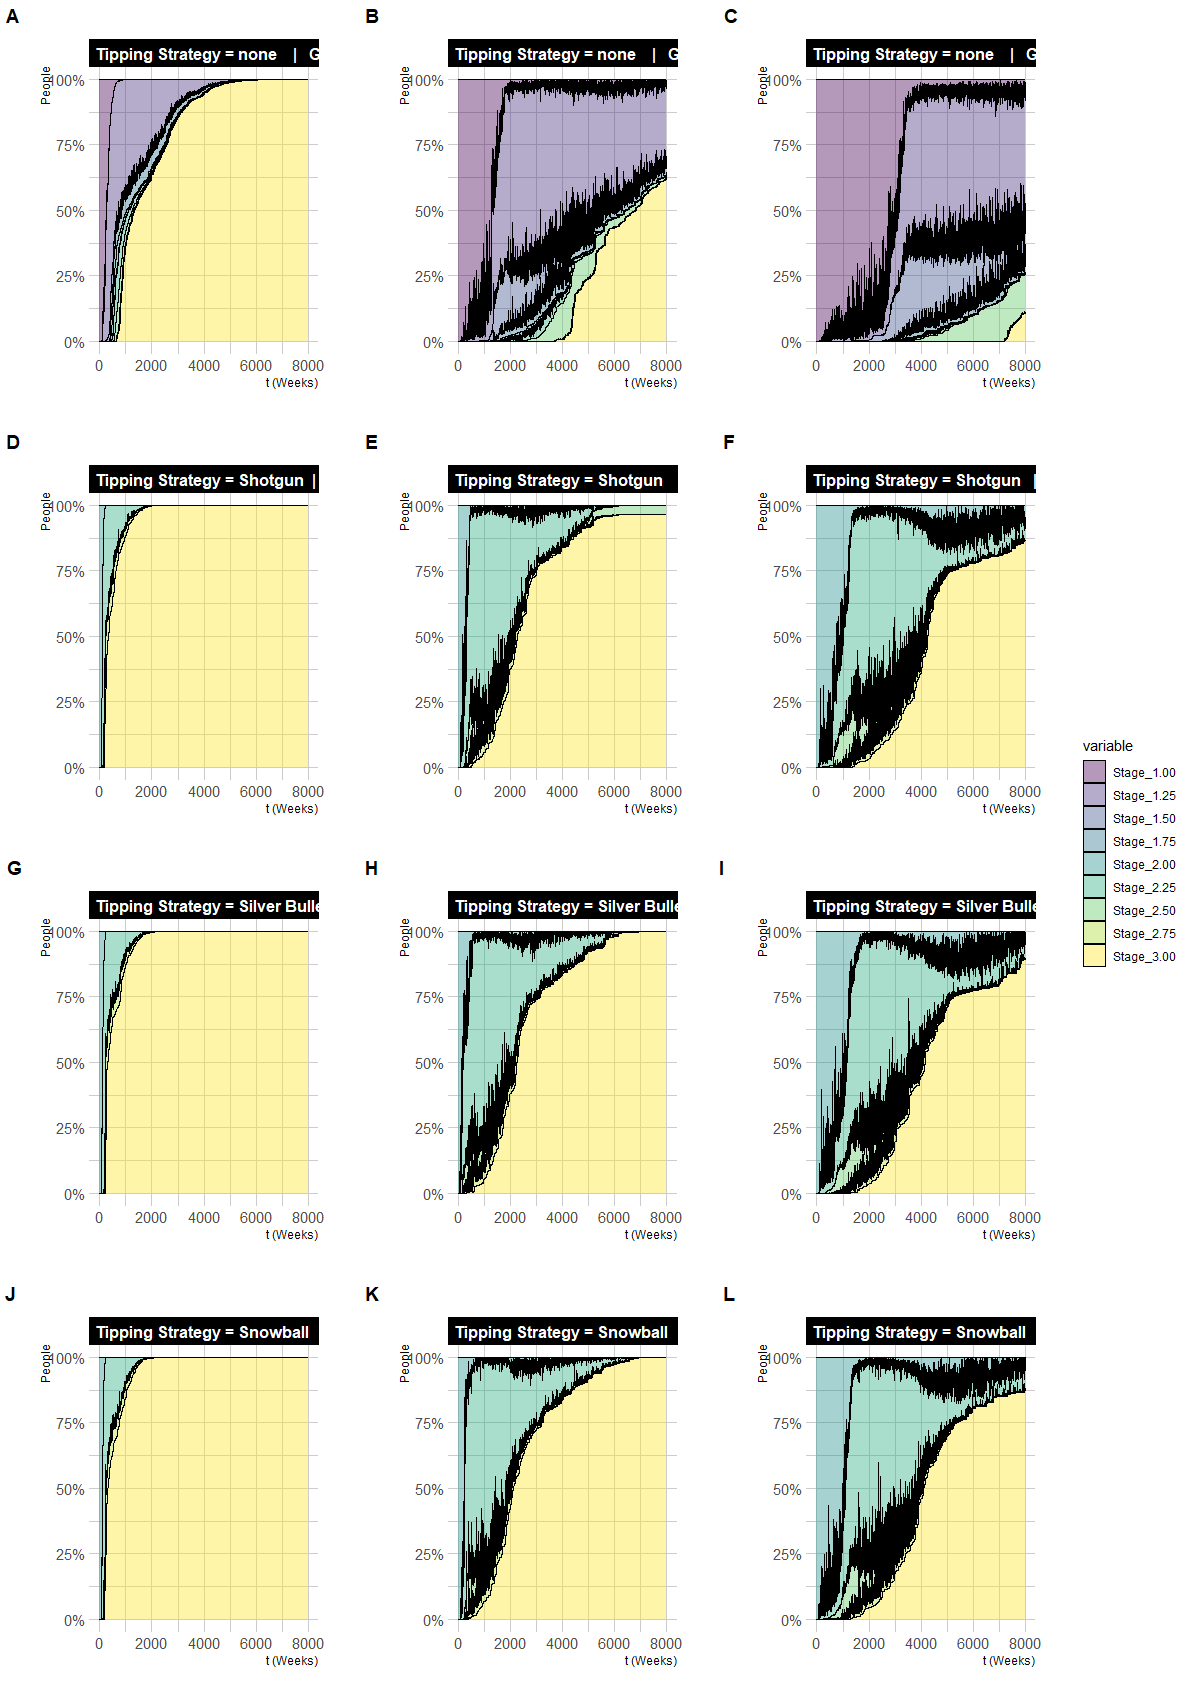 A
B
C
Tipping Strategy = none | G
Tipping Strategy = none | G
Tipping Strategy = none | G
People
100%
75%
50%
25%
0%
0 2000 4000 6000 8000
t (Weeks)
People
100%
75%
50%
25%
0%
0 2000 4000 6000 8000
t (Weeks)
People
100%
75%
50%
25%
0%
0 2000 4000 6000 8000
t (Weeks)
D
E
F
Tipping Strategy = Shotgun |
Tipping Strategy = Shotgun
Tipping Strategy = Shotgun |
People
100%
75%
50%
25%
0%
0 2000 4000 6000 8000
t (Weeks)
People
100%
75%
50%
25%
0%
0 2000 4000 6000 8000
t (Weeks)
People
100%
75%
50%
25%
0%
0 2000 4000 6000 8000
t (Weeks)
variable
Stage_1.00
Stage_1.25
Stage_1.50
Stage_1.75
Stage_2.00
Stage_2.25
Stage_2.50
Stage_2.75
Stage_3.00
G
H
I
Tipping Strategy = Silver Bulle
Tipping Strategy = Silver Bulle
Tipping Strategy = Silver Bulle
People
100%
75%
50%
25%
0%
0 2000 4000 6000 8000
t (Weeks)
People
100%
75%
50%
25%
0%
0 2000 4000 6000 8000
t (Weeks)
People
100%
75%
50%
25%
0%
0 2000 4000 6000 8000
t (Weeks)
J
K
L
Tipping Strategy = Snowball
Tipping Strategy = Snowball
Tipping Strategy = Snowball
People
100%
75%
50%
25%
0%
0 2000 4000 6000 8000
t (Weeks)
People
100%
75%
50%
25%
0%
0 2000 4000 6000 8000
t (Weeks)
People
100%
75%
50%
25%
0%
0 2000 4000 6000 8000
t (Weeks)